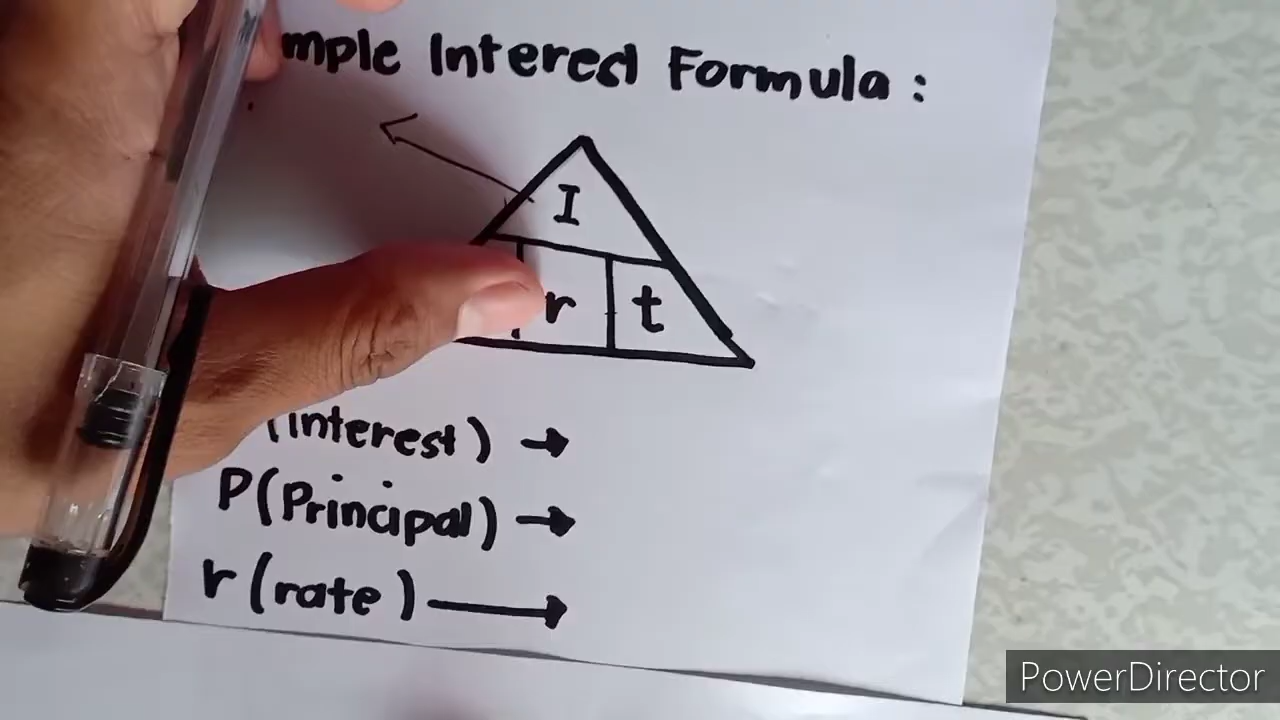 mple Interest Formula :
I
r t
(interest) →
P (Principal) →
r (rate) →
PowerDirector